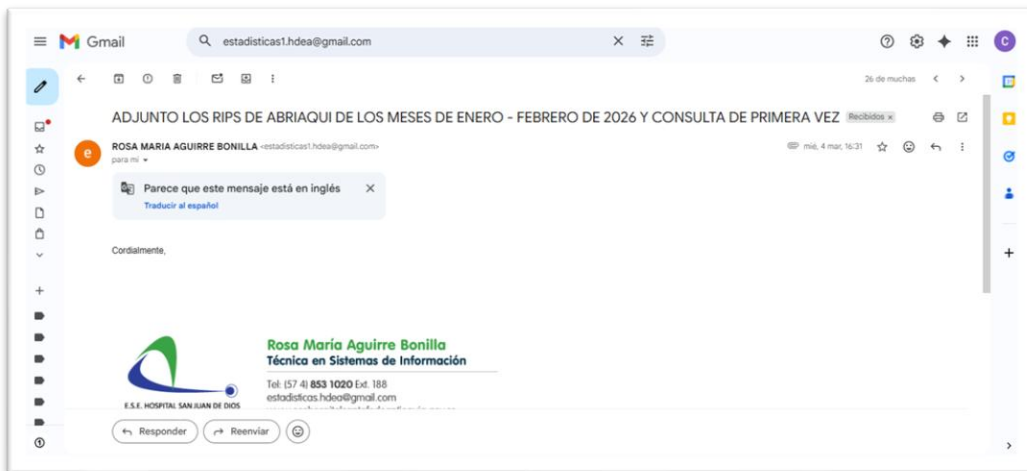 Gmail
estadisticas1.hdea@gmail.com
C
26 de muchas
ADJUNTO LOS RIPS DE ABRIAQUI DE LOS MESES DE ENERO - FEBRERO DE 2026 Y CONSULTA DE PRIMERA VEZ Recibidos x
e
ROSA MARIA AGUIRRE BONILLA <estadisticas1.hdea@gmail.com>
mié, 4 mar, 16:31
para mí
Parece que este mensaje está en inglés
Traducir al español
Cordialmente,
Rosa María Aguirre Bonilla
Técnica en Sistemas de Información
Tel: (57 4) 853 1020 Ext. 188
estadisticas.hdea@gmail.com
E.S.E. HOSPITAL SAN JUAN DE DIOS
Responder
Reenviar